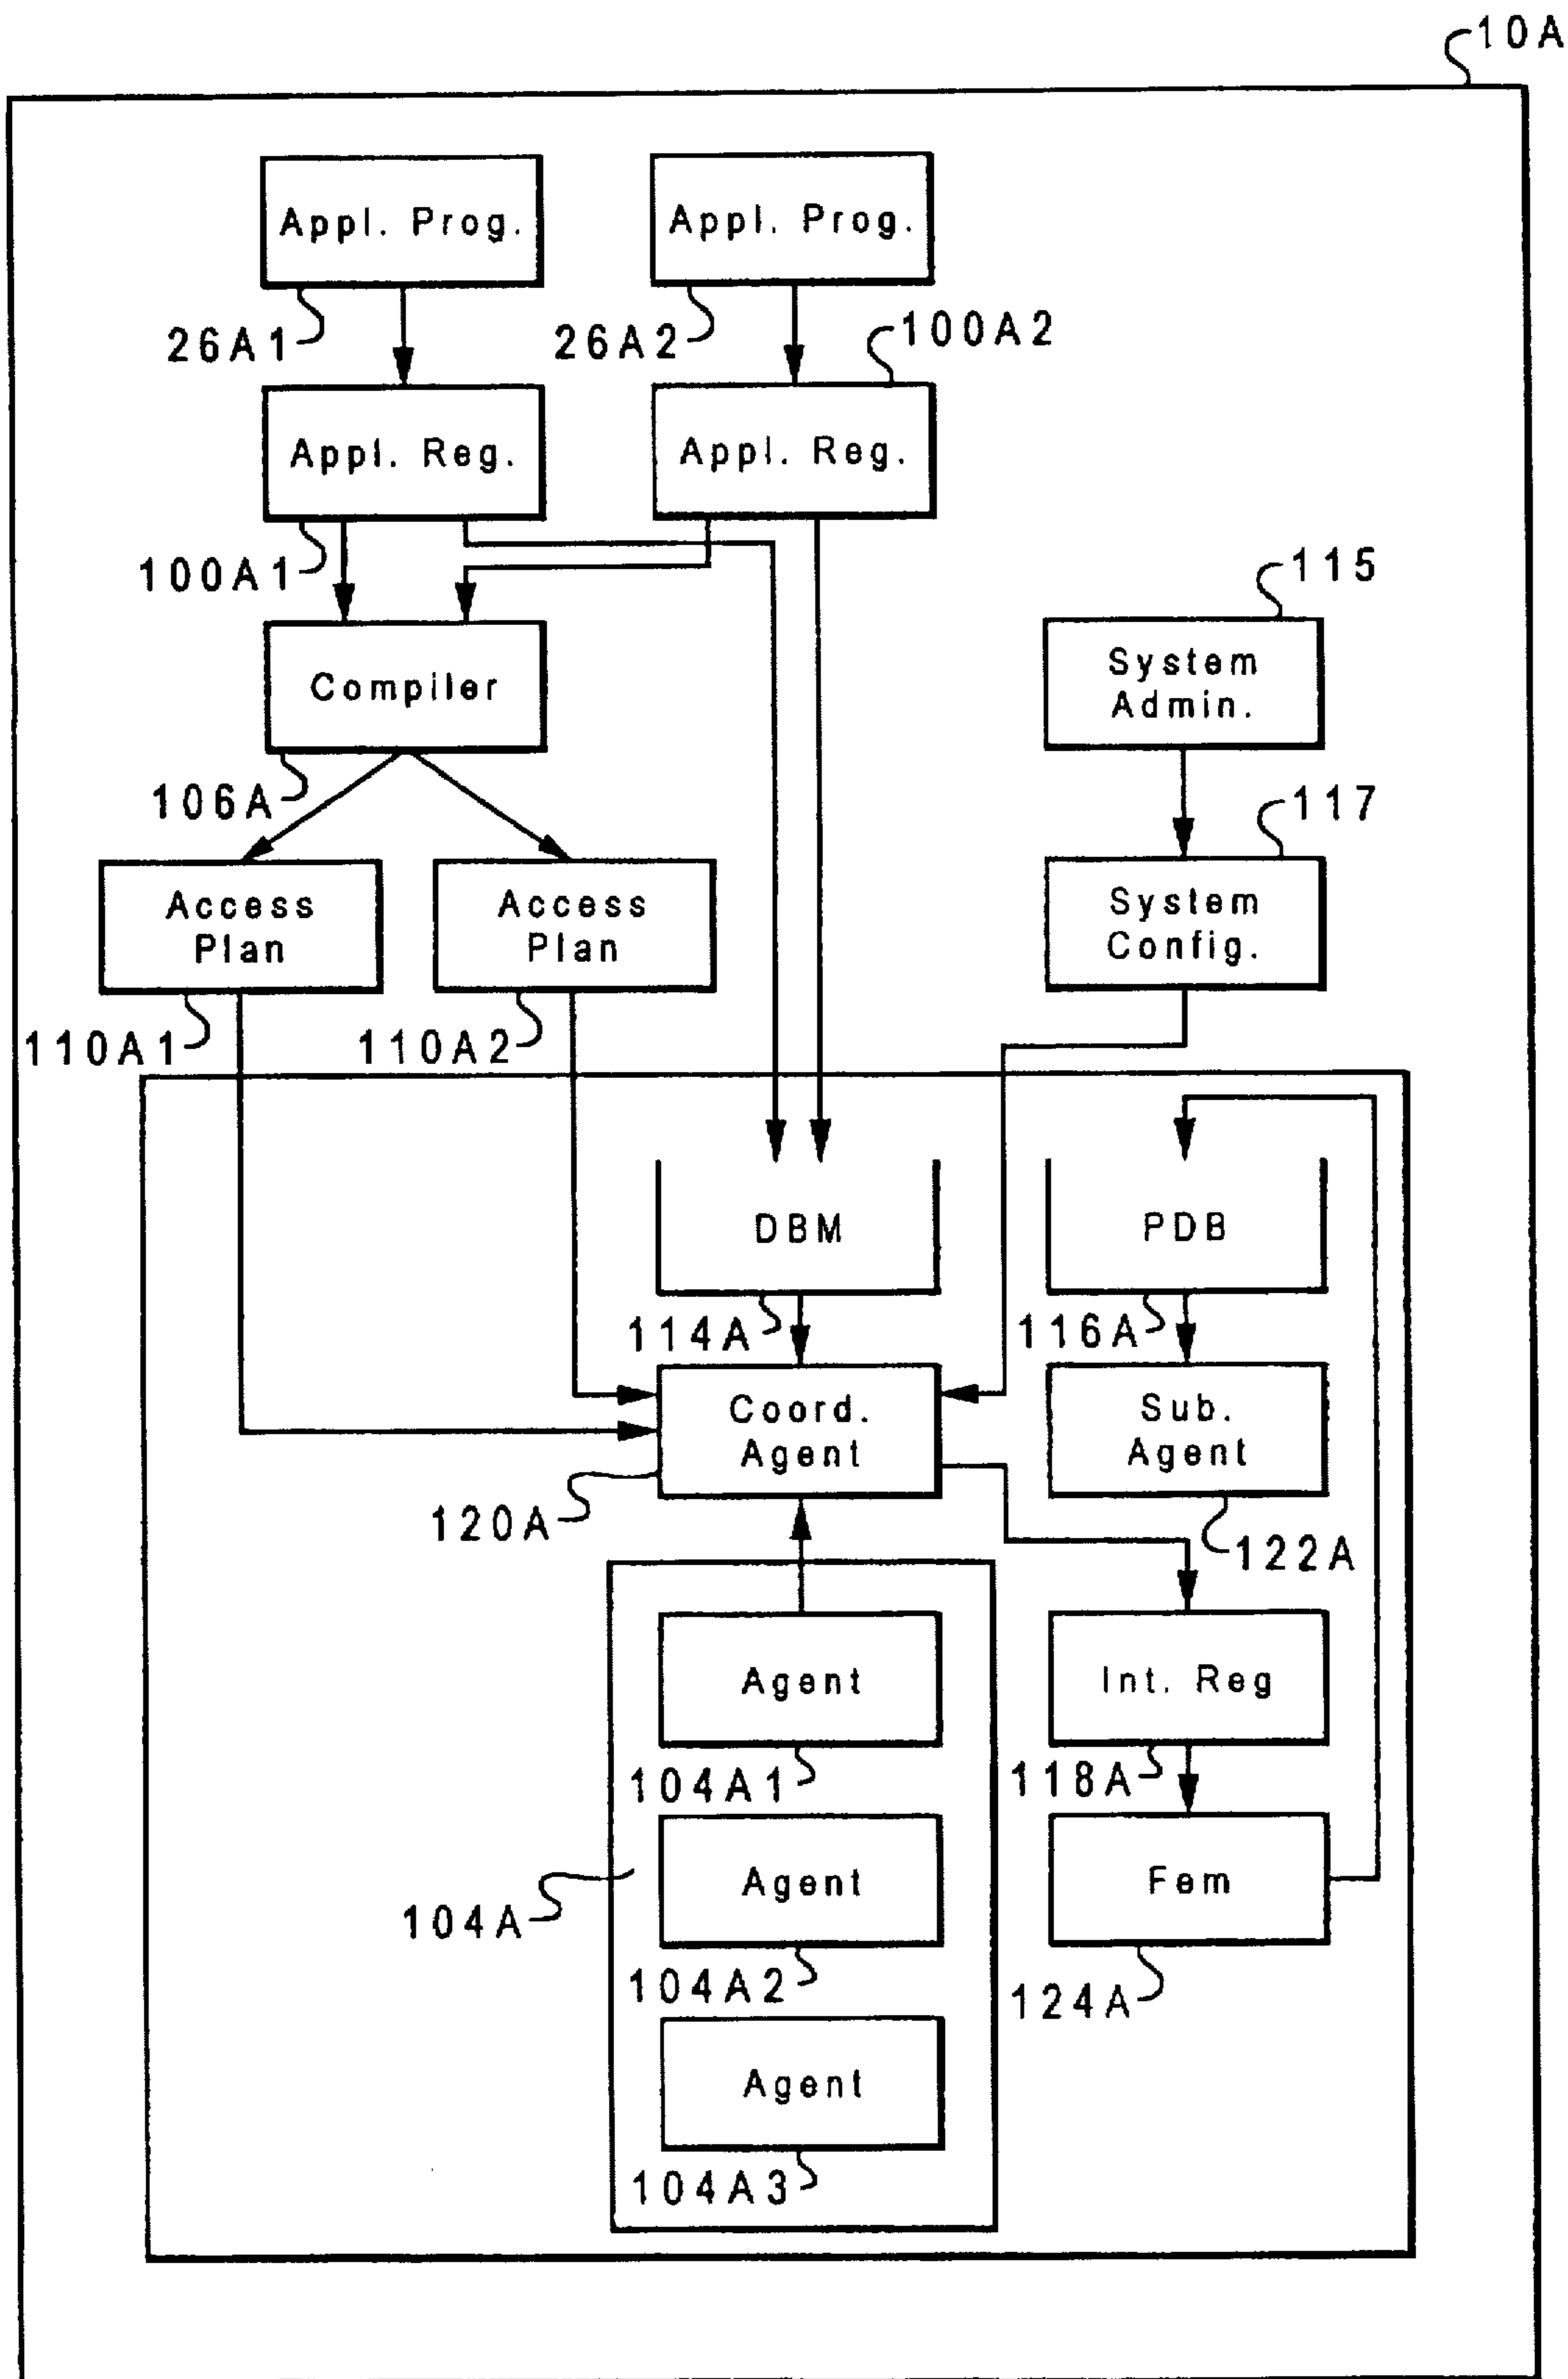 10A
Appl. Prog.
Appl. Prog.
26A1
26A2
100A2
Appl. Reg.
Appl. Reg.
100A1
115
Compiler
System
Admin.
106A
117
Access
Plan
Access
Plan
System
Config.
110A1
110A2
DBM
PDB
114A
116A
Coord.
Agent
Sub.
Agent
120A
122A
Agent
Int. Reg
104A1
118A
Agent
Fem
104A
104A2
124A
Agent
104A3